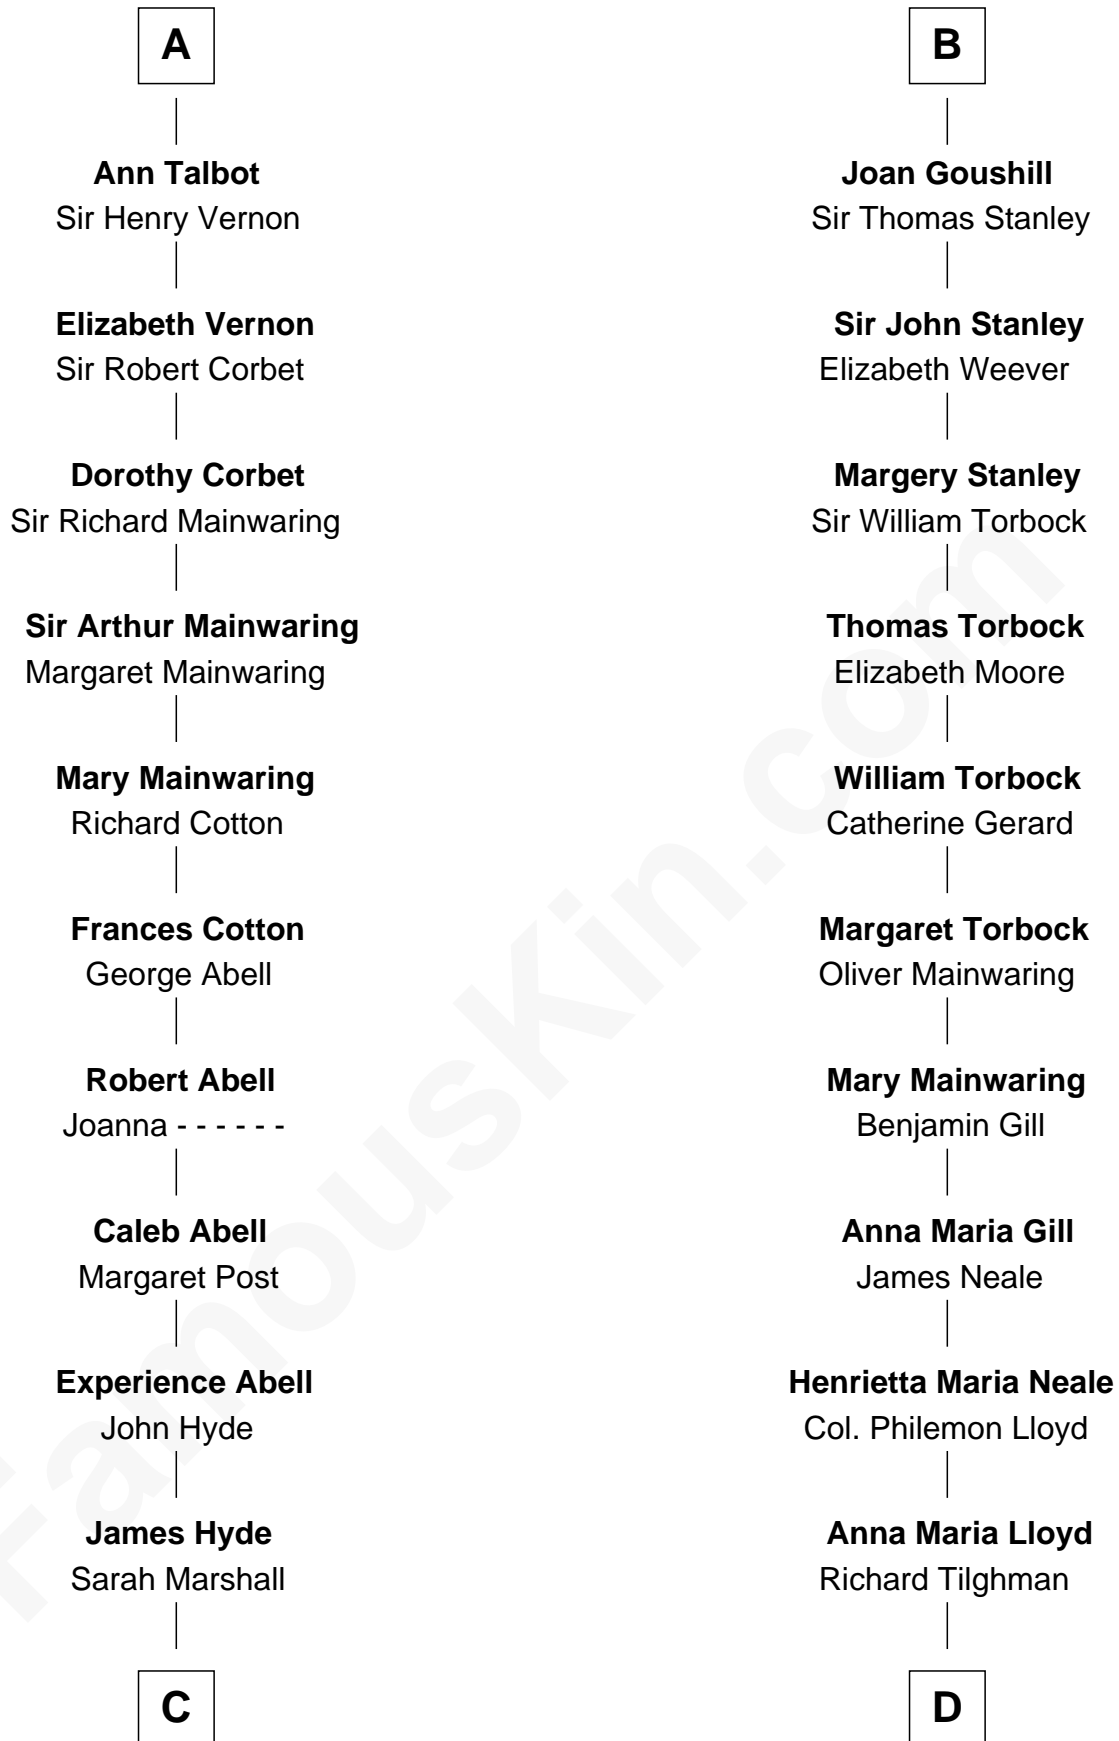 A
Ann Talbot
Sir Henry Vernon
Elizabeth Vernon
Sir Robert Corbet
Dorothy Corbet
Sir Richard Mainwaring
Sir Arthur Mainwaring
Margaret Mainwaring
Mary Mainwaring
Richard Cotton
Frances Cotton
George Abell
Robert Abell
Joanna - - - - - -
Caleb Abell
Margaret Post
Experience Abell
John Hyde
James Hyde
Sarah Marshall
C
B
Joan Goushill
Sir Thomas Stanley
Sir John Stanley
Elizabeth Weever
Margery Stanley
Sir William Torbock
Thomas Torbock
Elizabeth Moore
William Torbock
Catherine Gerard
Margaret Torbock
Oliver Mainwaring
Mary Mainwaring
Benjamin Gill
Anna Maria Gill
James Neale
Henrietta Maria Neale
Col. Philemon Lloyd
Anna Maria Lloyd
Richard Tilghman
D
FamousKin.com